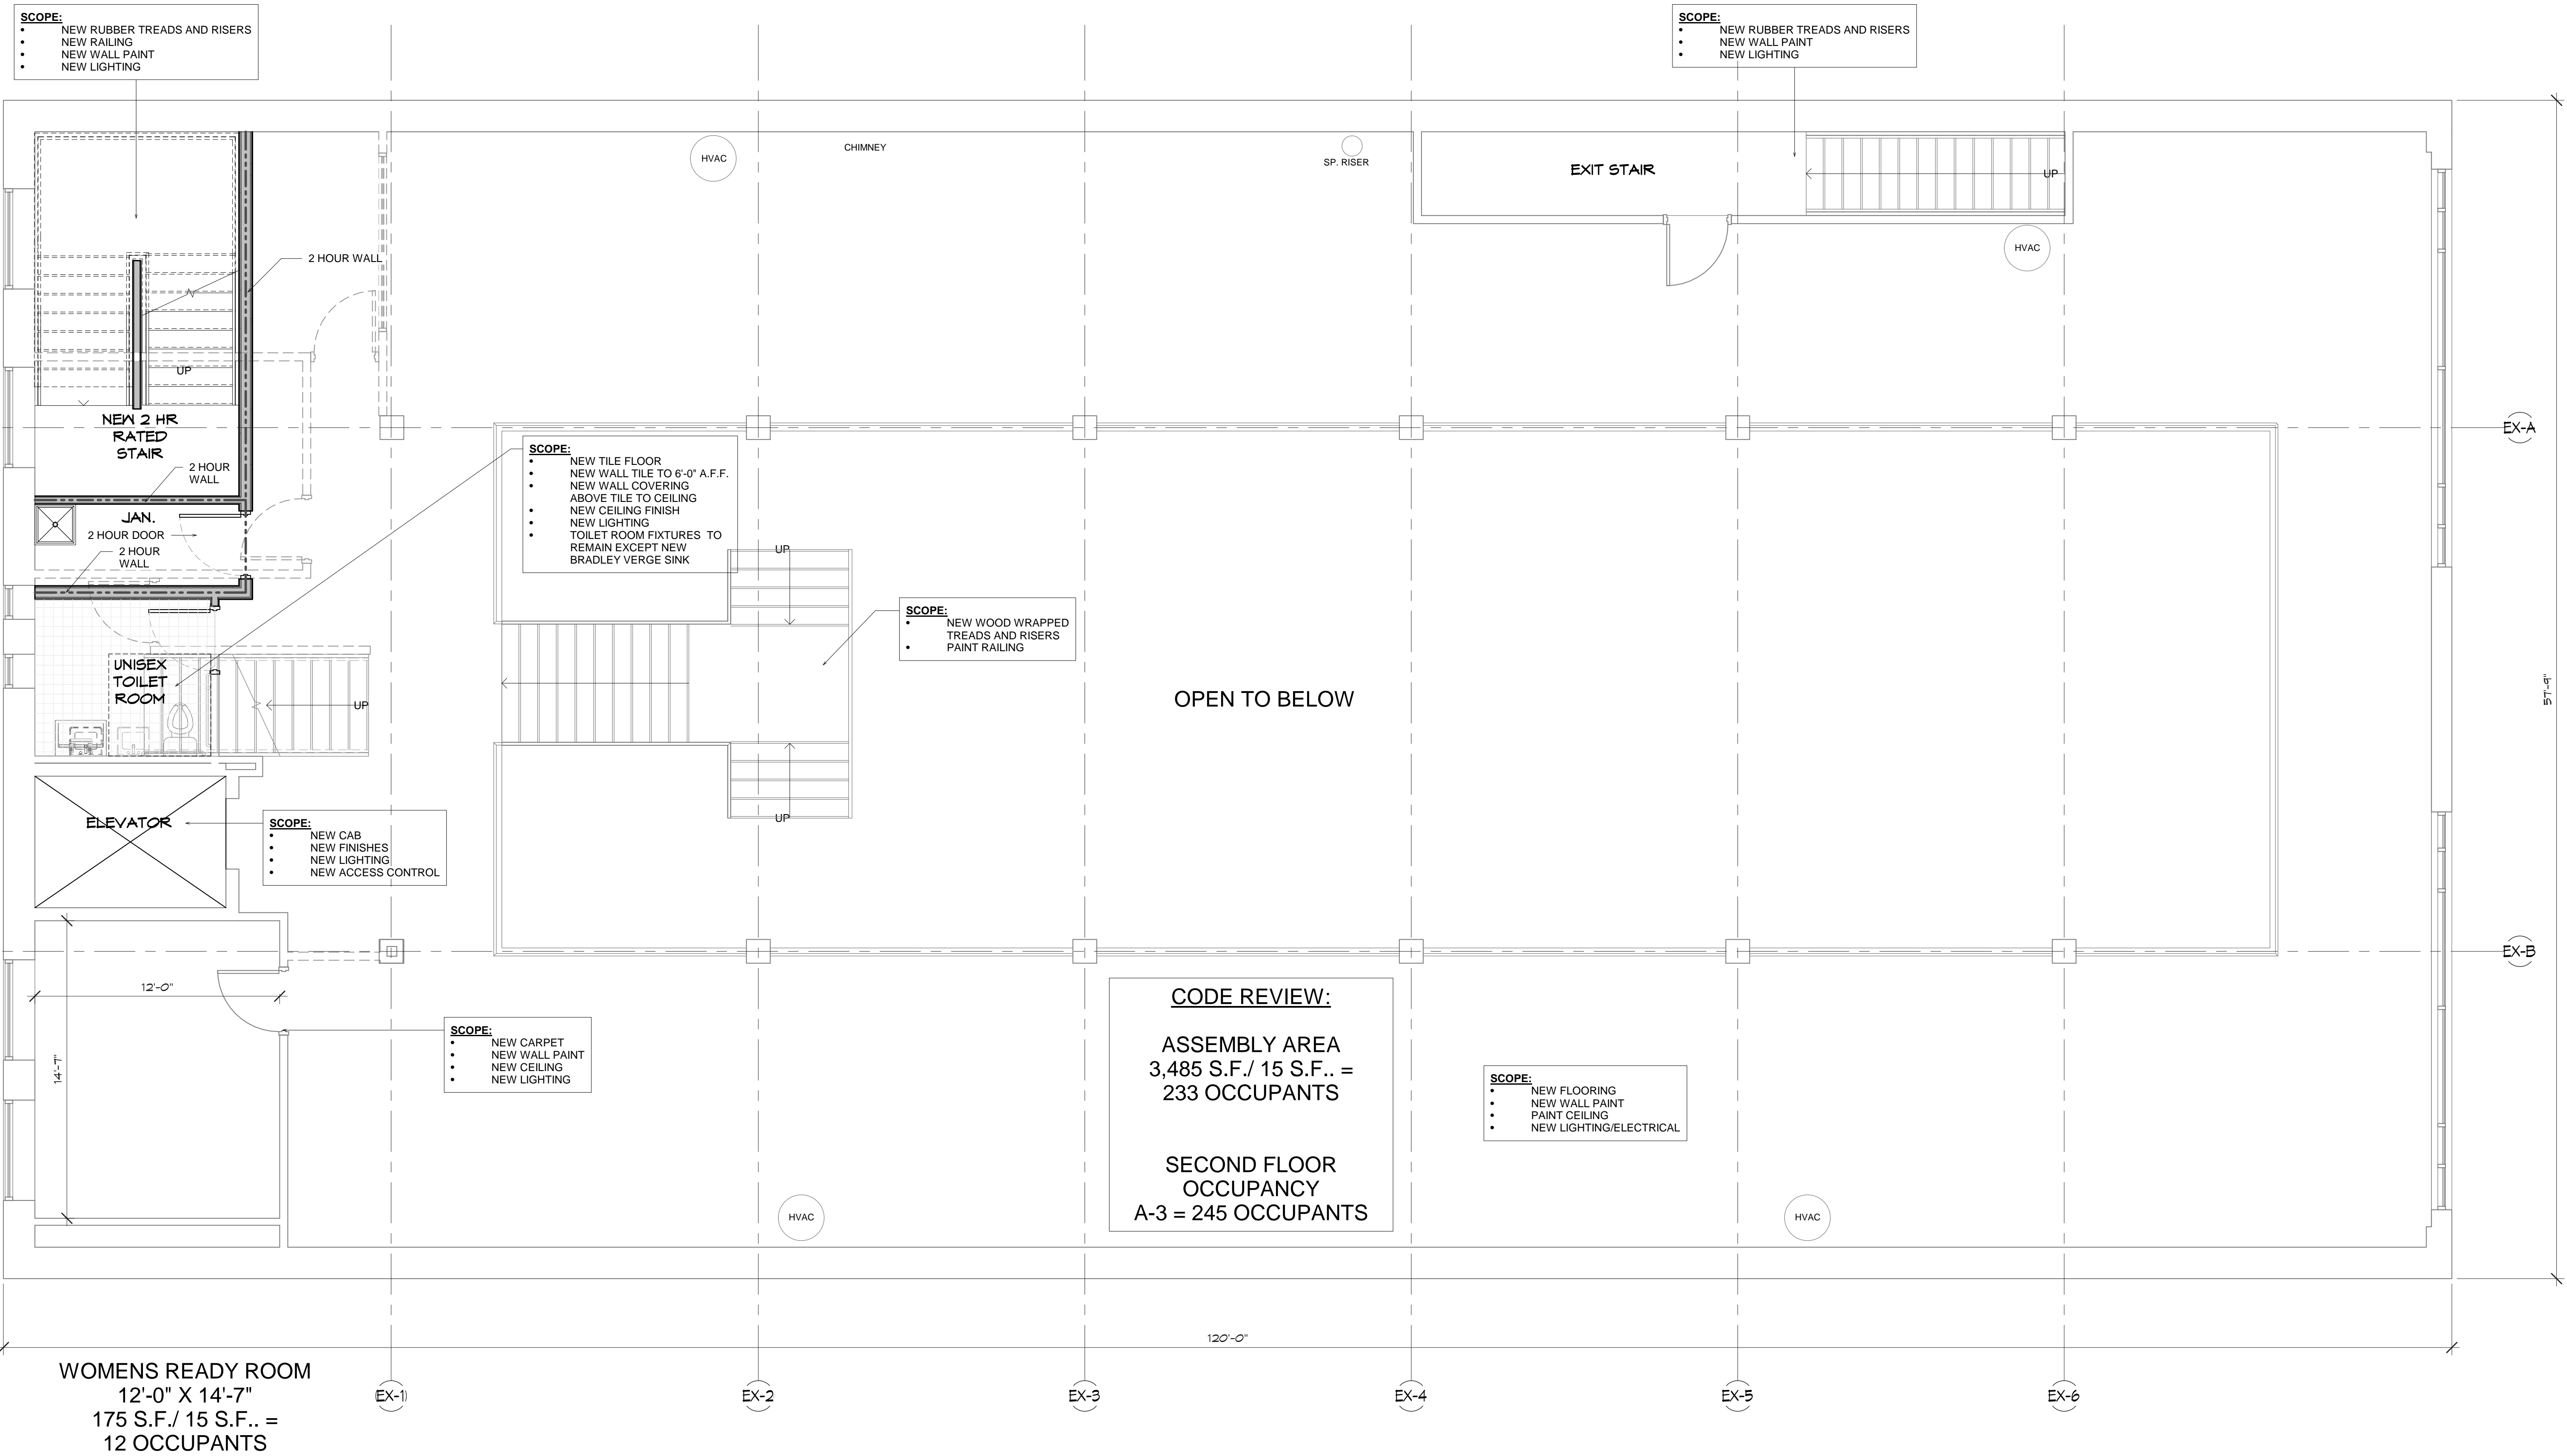 SCOPE:
• NEW RUBBER TREADS AND RISERS
• NEW RAILING
• NEW WALL PAINT
• NEW LIGHTING
SCOPE:
• NEW RUBBER TREADS AND RISERS
• NEW WALL PAINT
• NEW LIGHTING
HVAC
CHIMNEY
SP. RISER
EXIT STAIR
UP
HVAC
2 HOUR WALL
UP
NEW 2 HR
RATED
STAIR
2 HOUR
WALL
JAN.
2 HOUR DOOR
2 HOUR
WALL
EX-A
SCOPE:
• NEW TILE FLOOR
• NEW WALL TILE TO 6'-0" A.F.F.
• NEW WALL COVERING
ABOVE TILE TO CEILING
• NEW CEILING FINISH
• NEW LIGHTING
• TOILET ROOM FIXTURES TO
REMAIN EXCEPT NEW
BRADLEY VERGE SINK
UP
SCOPE:
• NEW WOOD WRAPPED
TREADS AND RISERS
• PAINT RAILING
UNISEX
TOILET
ROOM
UP
OPEN TO BELOW
57'-9"
UP
ELEVATOR
SCOPE:
• NEW CAB
• NEW FINISHES
• NEW LIGHTING
• NEW ACCESS CONTROL
EX-B
12'-0"
14'-7"
SCOPE:
• NEW CARPET
• NEW WALL PAINT
• NEW CEILING
• NEW LIGHTING
CODE REVIEW:
ASSEMBLY AREA
3,485 S.F./ 15 S.F.. =
233 OCCUPANTS
SECOND FLOOR
OCCUPANCY
A-3 = 245 OCCUPANTS
SCOPE:
• NEW FLOORING
• NEW WALL PAINT
• PAINT CEILING
• NEW LIGHTING/ELECTRICAL
HVAC
HVAC
120'-0"
WOMENS READY ROOM
12'-0" X 14'-7"
175 S.F./ 15 S.F.. =
12 OCCUPANTS
EX-1
EX-2
EX-3
EX-4
EX-5
EX-6